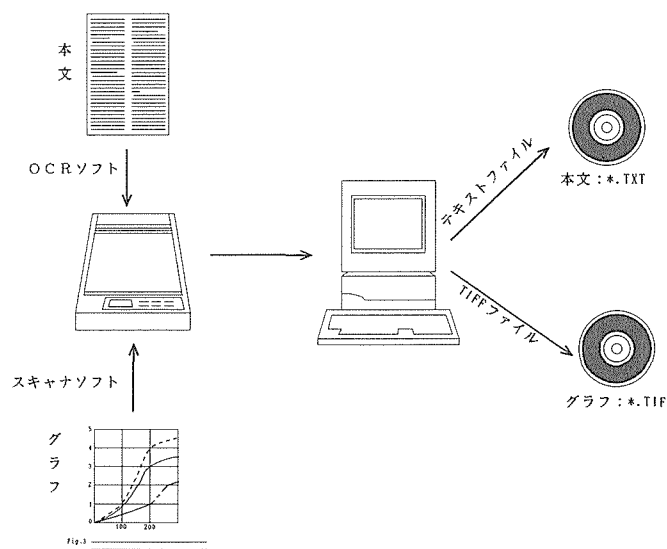 本文
OCRソフト
テキストファイル
本文：*.TXT
TIFFファイル
スキャナソフト
グラフ：*.TIF
グラフ
5
4
3
2
1
0
100 200
Fig.3